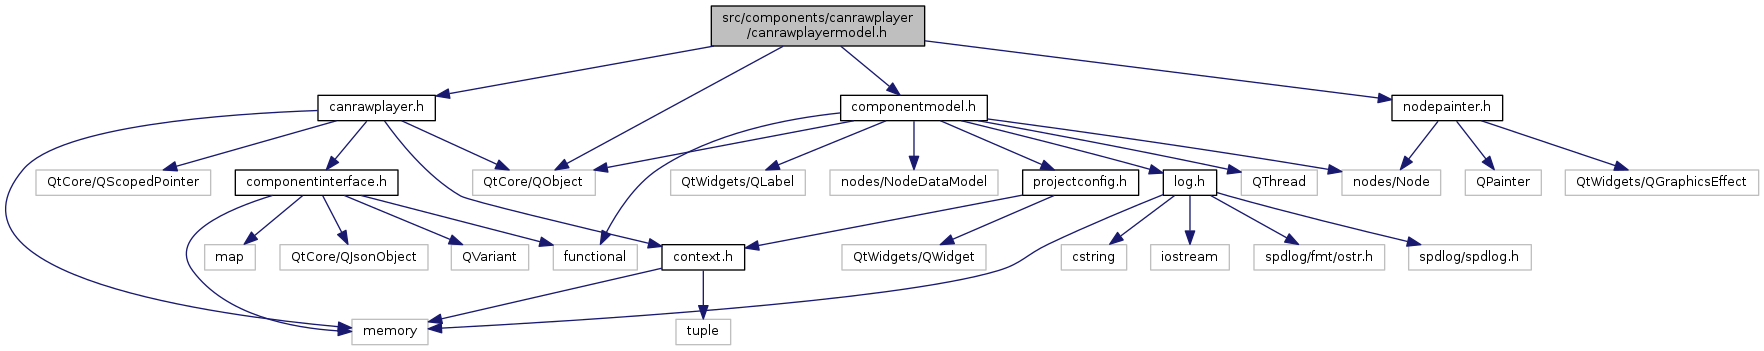 src/components/canrawplayer
/canrawplayermodel.h
canrawplayer.h
componentmodel.h
nodepainter.h
QtCore/QScopedPointer
componentinterface.h
QtCore/QObject
QtWidgets/QLabel
nodes/NodeDataModel
projectconfig.h
log.h
QThread
nodes/Node
QPainter
QtWidgets/QGraphicsEffect
map
QtCore/QJsonObject
QVariant
functional
context.h
QtWidgets/QWidget
cstring
iostream
spdlog/fmt/ostr.h
spdlog/spdlog.h
memory
tuple